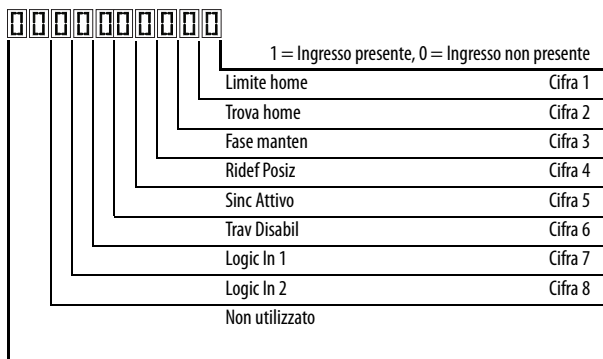 0000000000
1 = Ingresso presente, 0 = Ingresso non presente
Limite home Cifra 1
Trova home Cifra 2
Fase manten Cifra 3
Ridef Posiz Cifra 4
Sinc Attivo Cifra 5
Trav Disabil Cifra 6
Logic In 1 Cifra 7
Logic In 2 Cifra 8
Non utilizzato